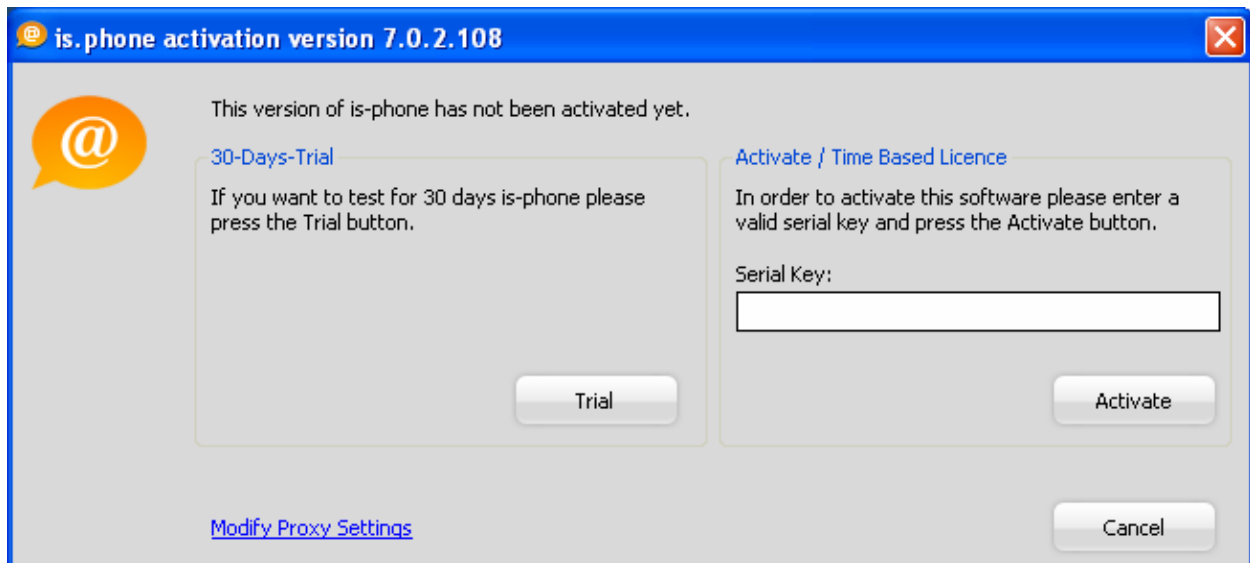 is.phone activation version 7.0.2.108
@
This version of is-phone has not been activated yet.
30-Days-Trial
If you want to test for 30 days is-phone please
press the Trial button.
Trial
Activate / Time Based Licence
In order to activate this software please enter a
valid serial key and press the Activate button.
Serial Key:
Activate
Modify Proxy Settings
Cancel